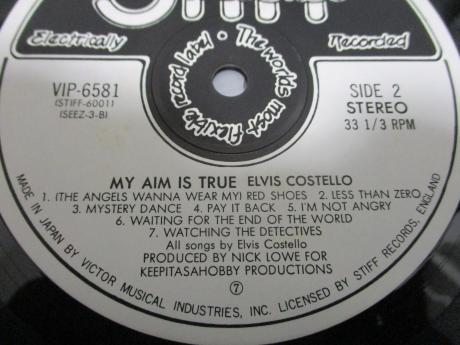 STIFF
Electrically
Recorded
The worlds most flexible record label •
VIP-6581
(STIFF-6001)
(SEEZ-3-B)
SIDE 2
STEREO
33 1/3 RPM
MY AIM IS TRUE ELVIS COSTELLO
1. (THE ANGELS WANNA WEAR MY) RED SHOES 2. LESS THAN ZERO
3. MYSTERY DANCE 4. PAY IT BACK 5. I'M NOT ANGRY
6. WAITING FOR THE END OF THE WORLD
7. WATCHING THE DETECTIVES
All songs by Elvis Costello
PRODUCED BY NICK LOWE FOR
KEEPITASAHOBBY PRODUCTIONS
⑦
MADE IN JAPAN BY VICTOR MUSICAL INDUSTRIES, INC. LICENSED BY STIFF RECORDS, ENGLAND